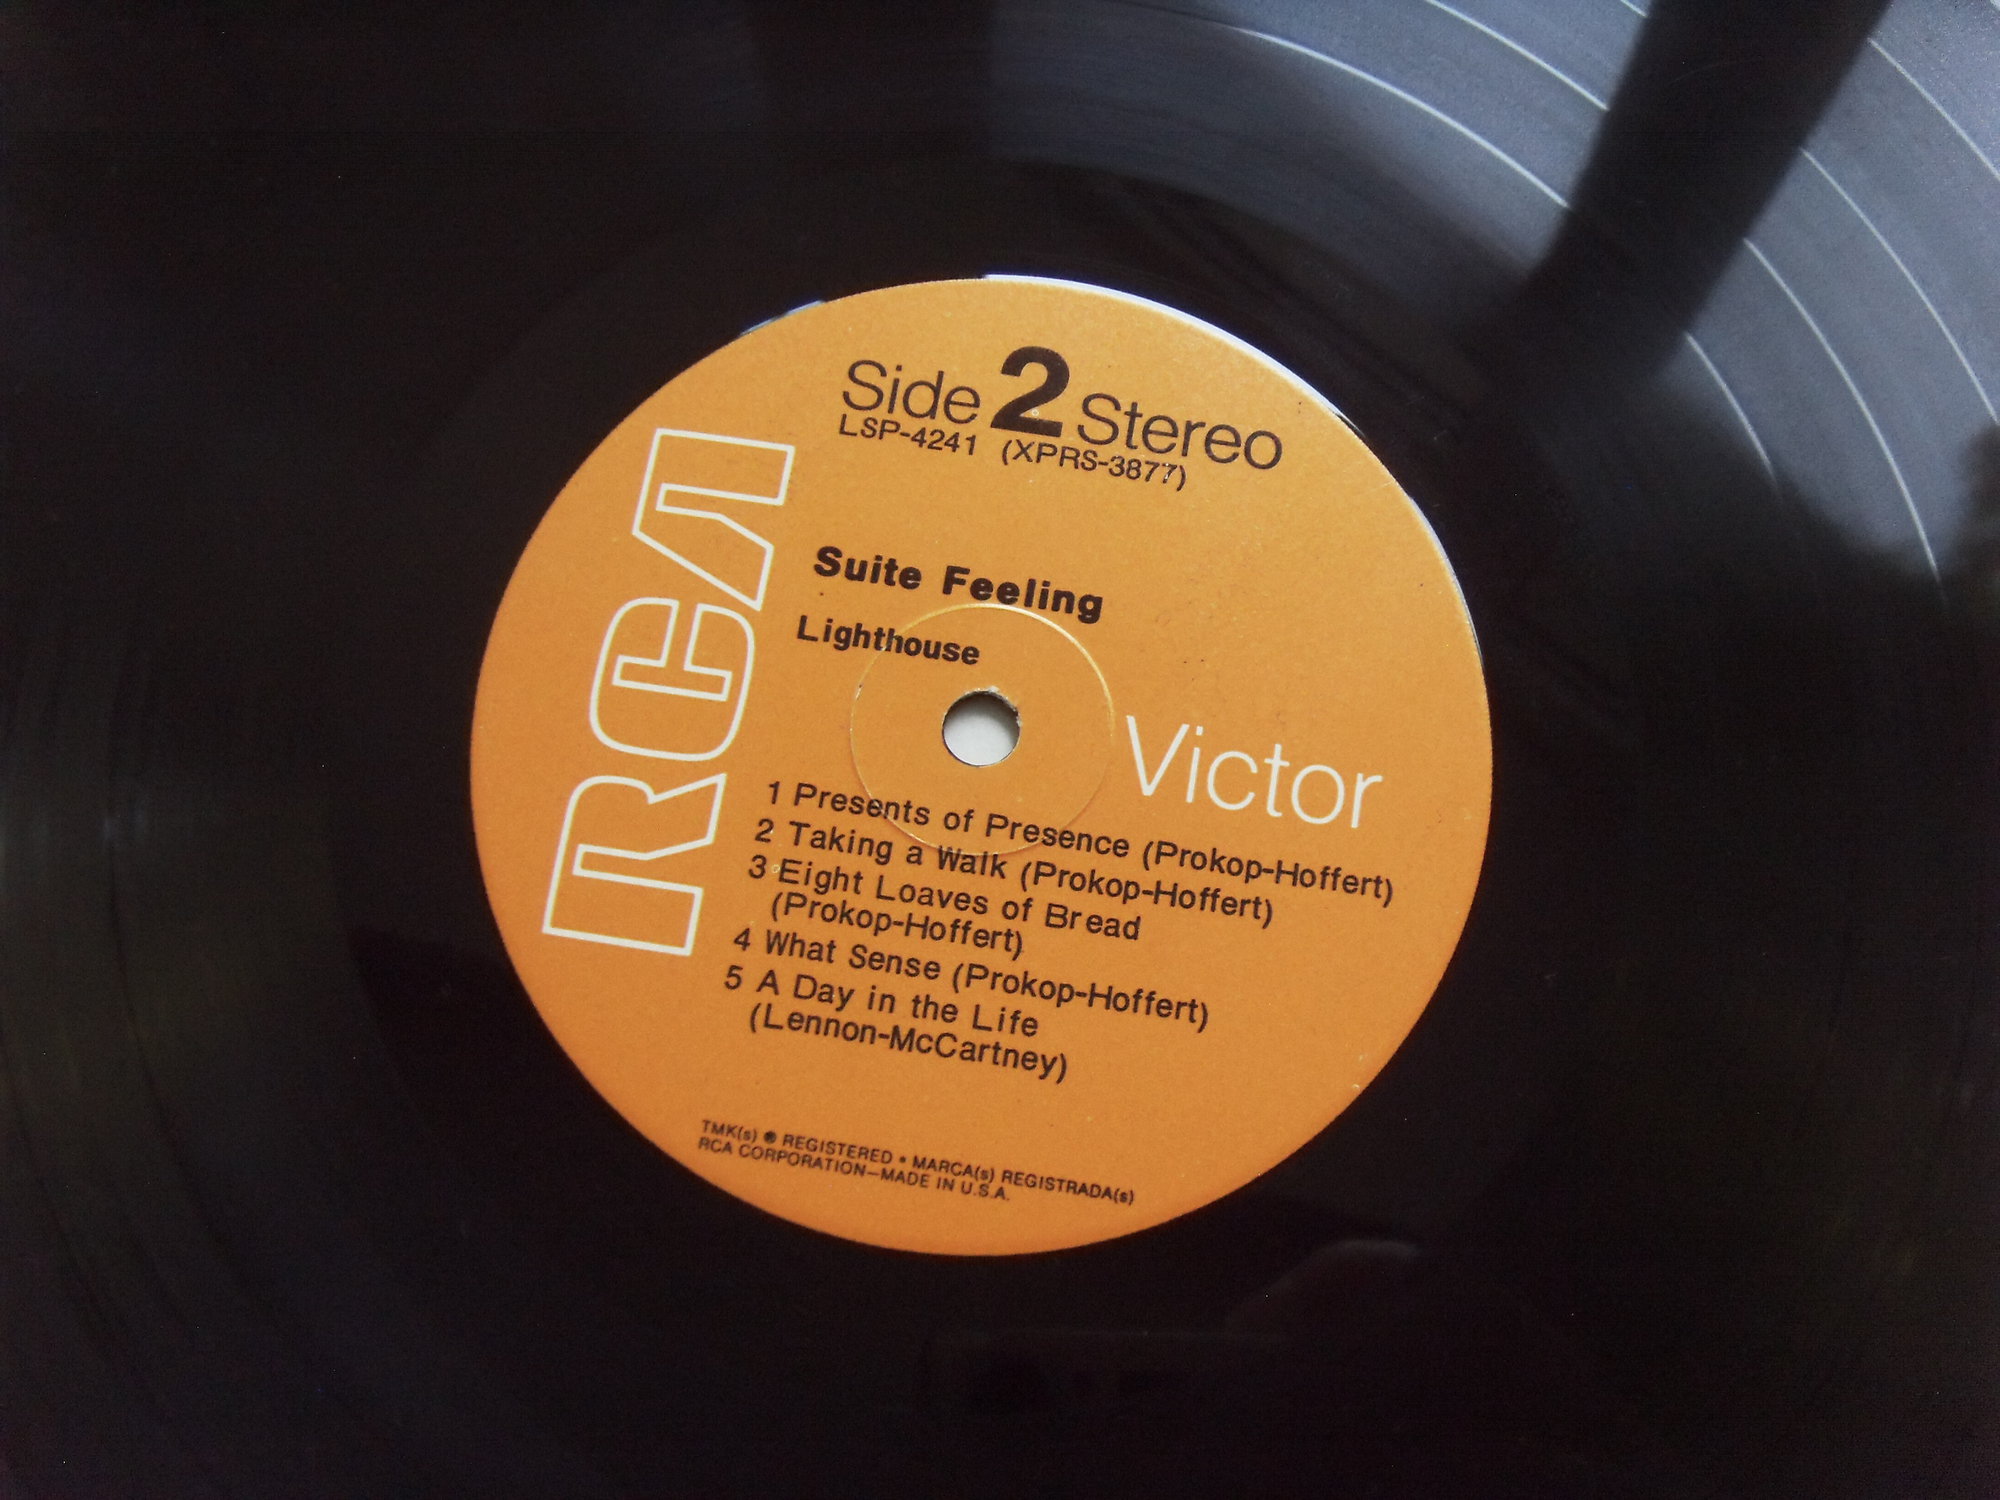 Side 2 Stereo
LSP-4241 (XPRS-3877)
RCA
Suite Feeling
Lighthouse
Victor
1 Presents of Presence (Prokop-Hoffert)
2 Taking a Walk (Prokop-Hoffert)
3 Eight Loaves of Bread
(Prokop-Hoffert)
4 What Sense (Prokop-Hoffert)
5 A Day in the Life
(Lennon-McCartney)
TMK(s) ® REGISTERED • MARCA(s) REGISTRADA(s)
RCA CORPORATION—MADE IN U.S.A.